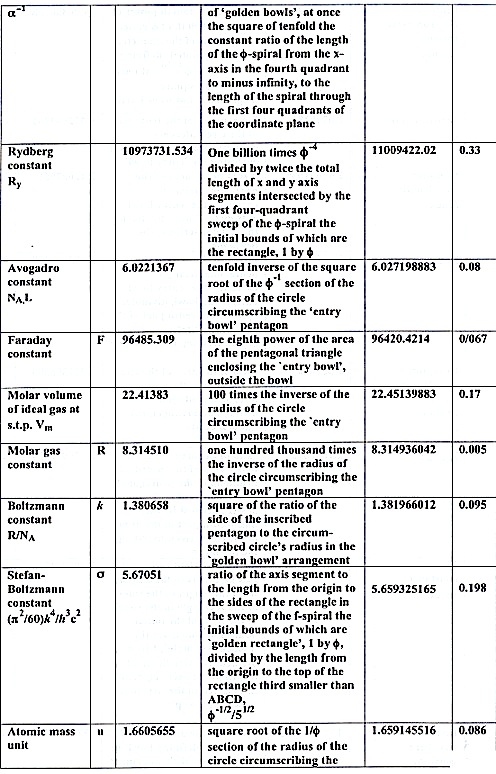 α⁻¹ of ‘golden bowls’, at once
the square of tenfold the
constant ratio of the length
of the ϕ-spiral from the x-
axis in the fourth quadrant
to minus infinity, to the
length of the spiral through
the first four quadrants of
the coordinate plane
Rydberg 10973731.534 One billion times ϕ⁻⁴ 11009422.02 0.33
constant divided by twice the total
R_y length of x and y axis
segments intersected by the
first four-quadrant
sweep of the ϕ-spiral the
initial bounds of which are
the rectangle, 1 by ϕ
Avogadro 6.0221367 tenfold inverse of the square 6.027198883 0.08
constant root of the ϕ⁻¹ section of the
N_A,L radius of the circle
circumscribing the ‘entry
bowl’ pentagon
Faraday F 96485.309 the eighth power of the area 96420.4214 0/067
constant of the pentagonal triangle
enclosing the `entry bowl’,
outside the bowl
Molar volume 22.41383 100 times the inverse of the 22.45139883 0.17
of ideal gas at radius of the circle
s.t.p. V_m circumscribing the `entry
bowl’ pentagon
Molar gas R 8.314510 one hundred thousand times 8.314936042 0.005
constant the inverse of the radius of
the circle circumscribing the
`entry bowl’ pentagon
Boltzmann k 1.380658 square of the ratio of the 1.381966012 0.095
constant side of the inscribed
R/N_A pentagon to the circum-
scribed circle’s radius in the
`golden bowl’ arrangement
Stefan- σ 5.67051 ratio of the axis segment to 5.659325165 0.198
Boltzmann the length from the origin to
constant the sides of the rectangle in
(π²/60)k⁴/h³c² the sweep of the f-spiral the
initial bounds of which are
‘golden rectangle’, 1 by ϕ,
divided by the length from
the origin to the top of the
rectangle third smaller than
ABCD,
ϕ⁻¹ᐟ²/5¹ᐟ²
Atomic mass u 1.6605655 square root of the 1/ϕ 1.659145516 0.086
unit section of the radius of the
circle circumscribing the